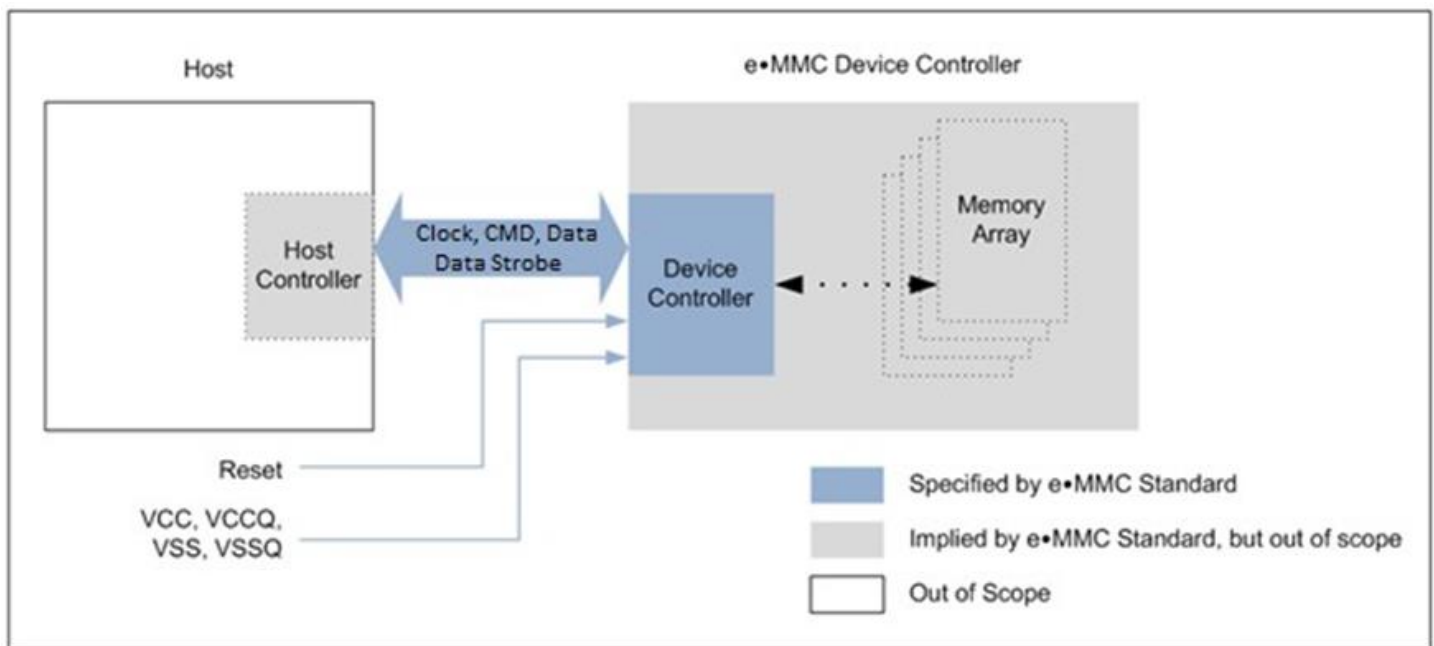 Host
e•MMC Device Controller
Host
Controller
Clock, CMD, Data
Data Strobe
Device
Controller
Memory
Array
Reset
VCC, VCCQ,
VSS, VSSQ
Specified by e•MMC Standard
Implied by e•MMC Standard, but out of scope
Out of Scope